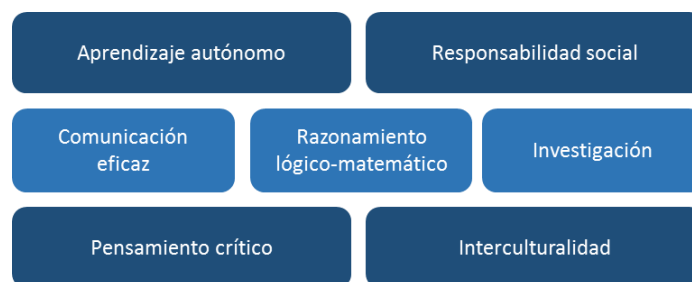 Aprendizaje autónomo
Responsabilidad social
Comunicación
eficaz
Razonamiento
lógico-matemático
Investigación
Pensamiento crítico
Interculturalidad